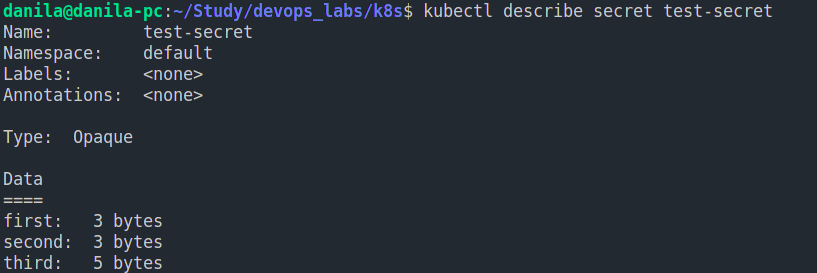 danila@danila-pc:~/Study/devops_labs/k8s$ kubectl describe secret test-secret
Name:         test-secret
Namespace:    default
Labels:       <none>
Annotations:  <none>

Type:  Opaque

Data
====
first:   3 bytes
second:  3 bytes
third:   5 bytes